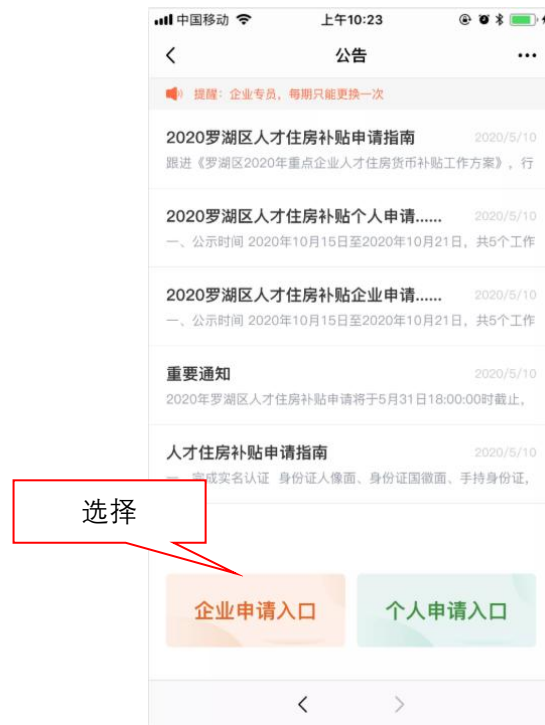 中国移动 上午10:23
公告
提醒：企业专员，每期只能更换一次
2020罗湖区人才住房补贴申请指南 2020/5/10
跟进《罗湖区2020年重点企业人才住房货币补贴工作方案》，行
2020罗湖区人才住房补贴个人申请...... 2020/5/10
一、公示时间 2020年10月15日至2020年10月21日，共5个工作
2020罗湖区人才住房补贴企业申请...... 2020/5/10
一、公示时间 2020年10月15日至2020年10月21日，共5个工作
重要通知 2020/5/10
2020年罗湖区人才住房补贴申请将于5月31日18:00:00时截止，
人才住房补贴申请指南 2020/5/10
完成实名认证 身份证人像面、身份证国徽面、手持身份证，
选择
企业申请入口 个人申请入口